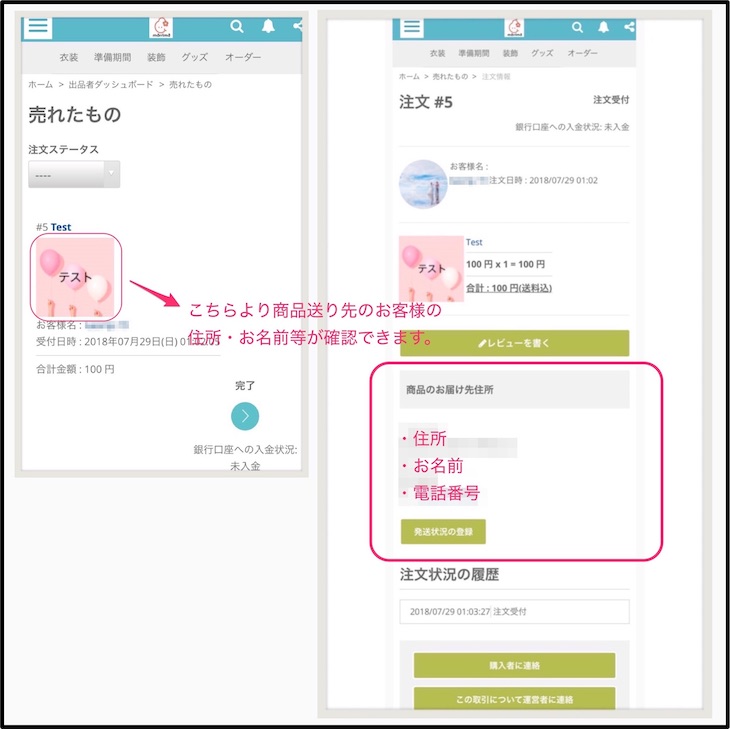 衣装 準備期間 装飾 グッズ オーダー
ホーム > 出品者ダッシュボード > 売れたもの
売れたもの
注文ステータス
----
#5 Test
テスト
お客様名 :
受付日時 : 2018年07月29日(日)
合計金額 : 100 円
完了
銀行口座への入金状況:
未入金
こちらより商品送り先のお客様の
住所・お名前等が確認できます。
衣装 準備期間 装飾 グッズ オーダー
ホーム > 売れたもの > 注文情報
注文 #5
注文受付
銀行口座への入金状況: 未入金
お客様名 :
注文日時 : 2018/07/29 01:02
テスト
Test
100 円 x 1 = 100 円
合計 : 100 円(送料込)
レビューを書く
商品のお届け先住所
・住所
・お名前
・電話番号
発送状況の登録
注文状況の履歴
2018/07/29 01:03:27 注文受付
購入者に連絡
この取引について運営者に連絡